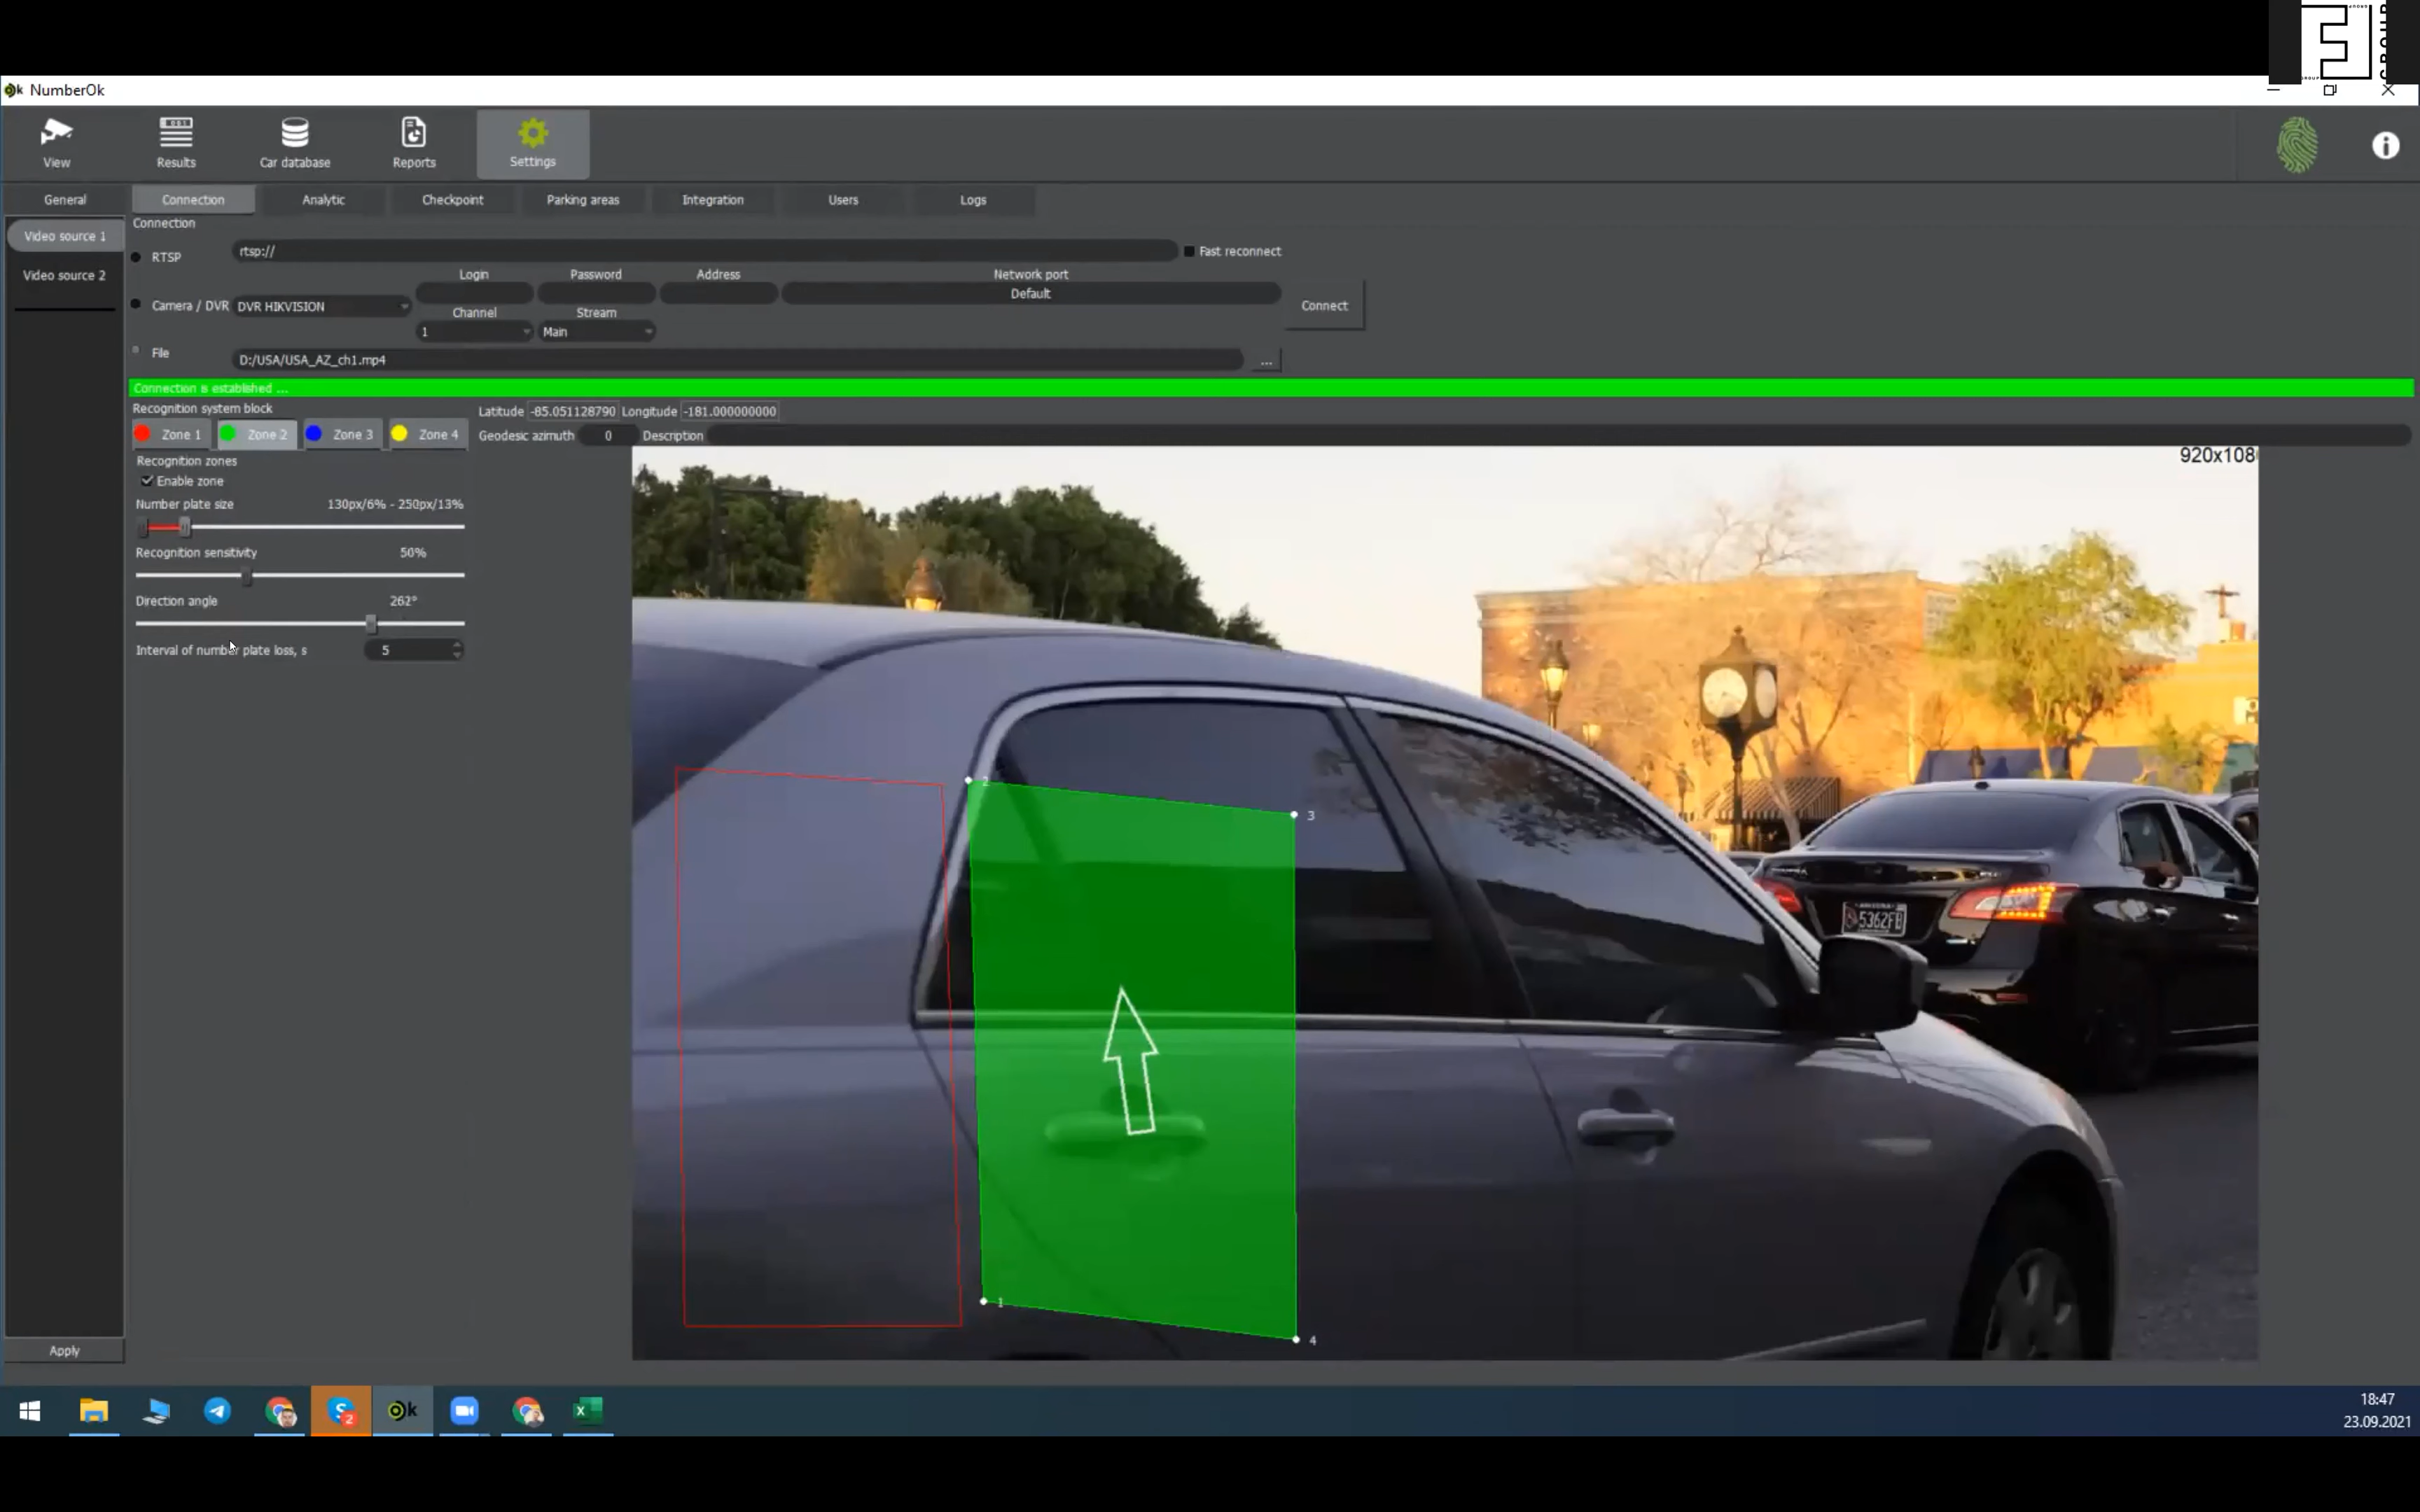 NumberOk
View
Results
Car database
Reports
Settings
General
Connection
Analytic
Checkpoint
Parking areas
Integration
Users
Logs
Video source 1
Video source 2
Connection
RTSP
rtsp://
Fast reconnect
Login
Password
Address
Network port
Camera / DVR
DVR HIKVISION
Default
Connect
Channel
Stream
1
Main
File
D:/USA/USA_AZ_ch1.mp4
...
Connection is established ...
Recognition system block
Latitude -85.051128790 Longitude -181.000000000
Zone 1
Zone 2
Zone 3
Zone 4
Geodesic azimuth 0 Description
Recognition zones
920x108
Enable zone
Number plate size 130px/6% - 250px/13%
Recognition sensitivity 50%
Direction angle 262°
Interval of number plate loss, s 5
2
3
1
4
ARIZONA
5362FB
Apply
18:47
23.09.2021